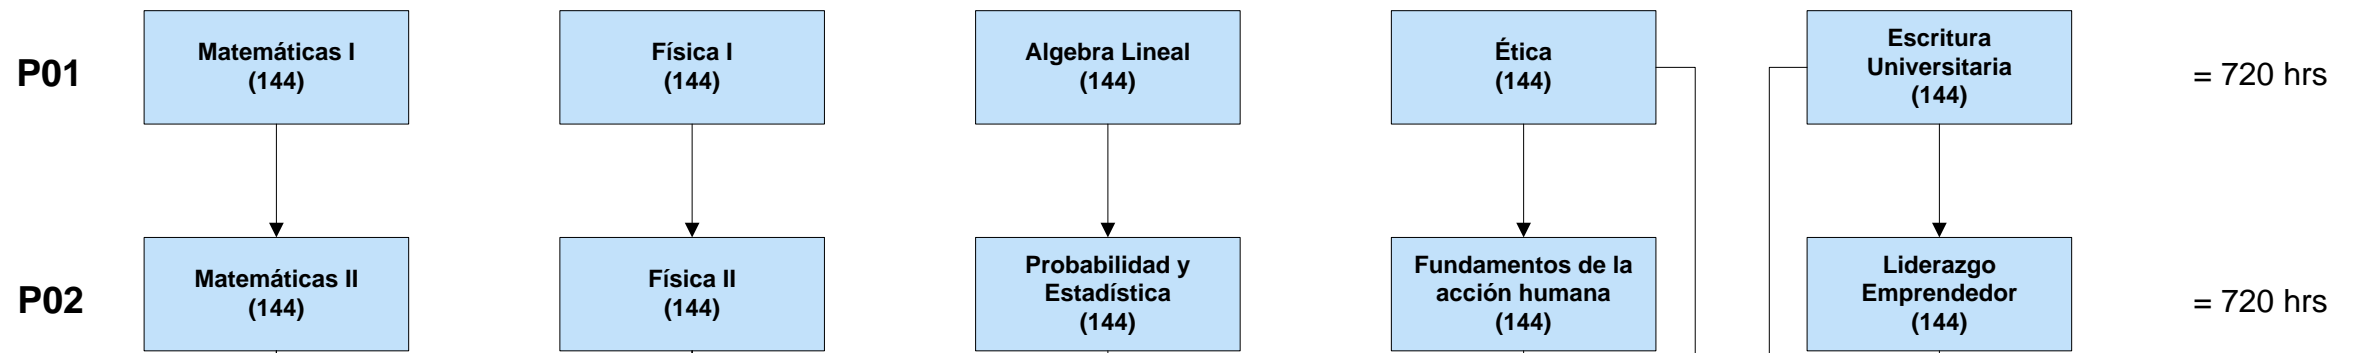 P01
Matemáticas I
(144)
Física I
(144)
Algebra Lineal
(144)
Ética
(144)
Escritura
Universitaria
(144)
= 720 hrs
P02
Matemáticas II
(144)
Física II
(144)
Probabilidad y
Estadística
(144)
Fundamentos de la
acción humana
(144)
Liderazgo
Emprendedor
(144)
= 720 hrs